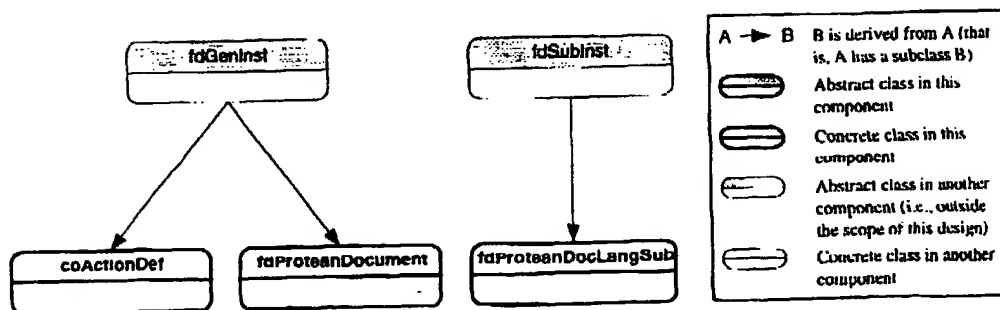 fdGenInst
fdSubInst
coActionDef
fdProteanDocument
fdProteanDocLangSub
A → B B is derived from A (that
is, A has a subclass B)
Abstract class in this
component
Concrete class in this
component
Abstract class in another
component (i.e., outside
the scope of this design)
Concrete class in another
component